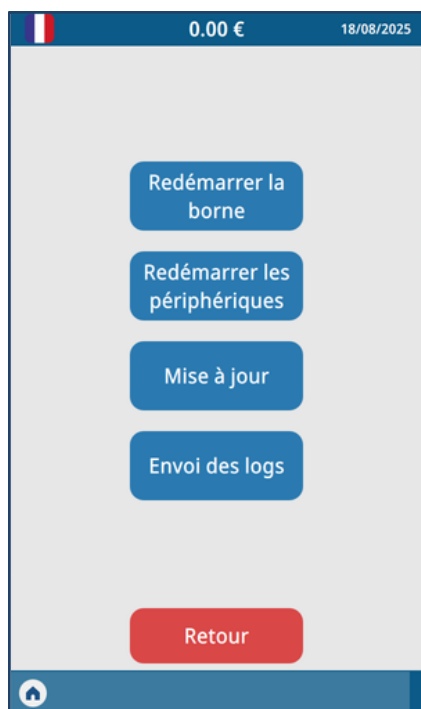 0.00 €
18/08/2025
Redémarrer la
borne
Redémarrer les
périphériques
Mise à jour
Envoi des logs
Retour